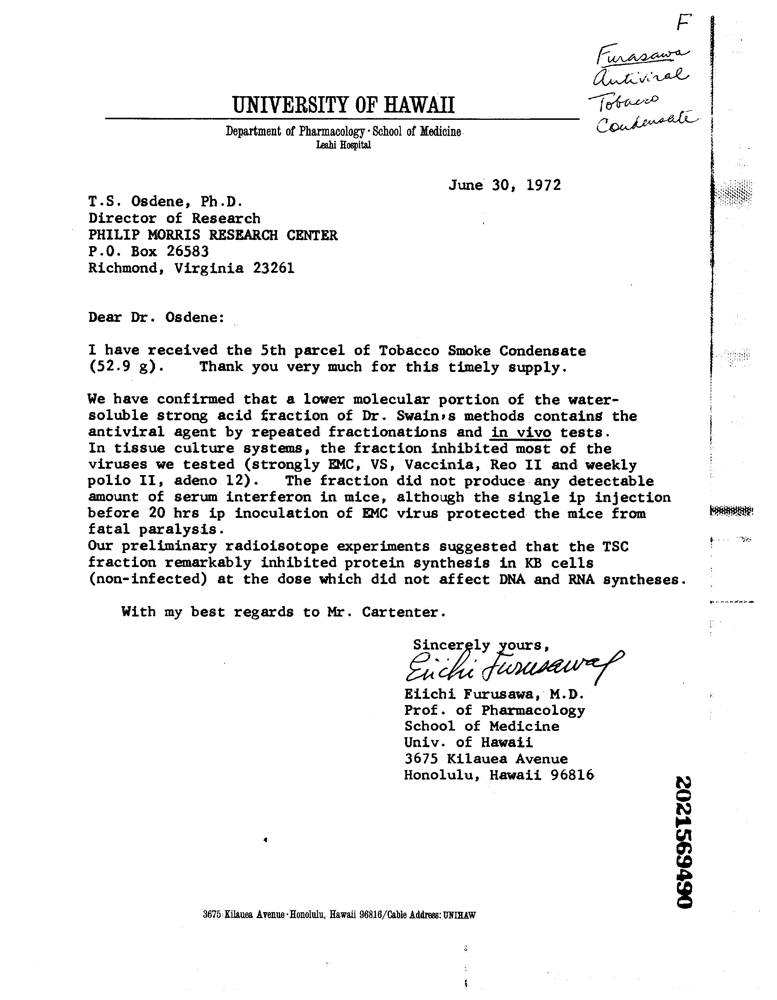 F
Furasawa
Antiviral
Tobacco
Condensate
UNIVERSITY OF HAWAII
Department of Pharmacology · School of Medicine
Leahi Hospital
June 30, 1972
T.S. Osdene, Ph.D.
Director of Research
PHILIP MORRIS RESEARCH CENTER
P.O. Box 26583
Richmond, Virginia 23261
Dear Dr. Osdene:
I have received the 5th parcel of Tobacco Smoke Condensate
(52.9 g). Thank you very much for this timely supply.
We have confirmed that a lower molecular portion of the water-
soluble strong acid fraction of Dr. Swain's methods contains the
antiviral agent by repeated fractionations and in vivo tests.
In tissue culture systems, the fraction inhibited most of the
viruses we tested (strongly EMC, VS, Vaccinia, Reo II and weekly
polio II, adeno 12). The fraction did not produce any detectable
amount of serum interferon in mice, although the single ip injection
before 20 hrs ip inoculation of EMC virus protected the mice from
fatal paralysis.
Our preliminary radioisotope experiments suggested that the TSC
fraction remarkably inhibited protein synthesis in KB cells
(non-infected) at the dose which did not affect DNA and RNA syntheses.
With my best regards to Mr. Cartenter.
Sincerely yours,
Eiichi Furusawa
Eiichi Furusawa, M.D.
Prof. of Pharmacology
School of Medicine
Univ. of Hawaii
3675 Kilauea Avenue
Honolulu, Hawaii 96816
2021569490
3675 Kilauea Avenue · Honolulu, Hawaii 96816/Cable Address: UNIHAW